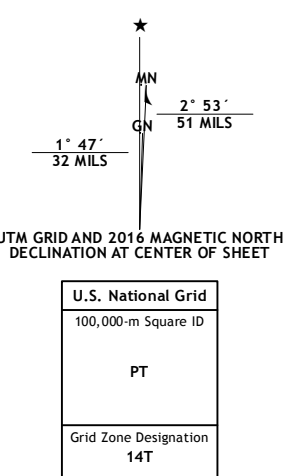 MN
GN
2° 53´
51 MILS
1° 47´
32 MILS
UTM GRID AND 2016 MAGNETIC NORTH
DECLINATION AT CENTER OF SHEET
U.S. National Grid
100,000-m Square ID
PT
Grid Zone Designation
14T